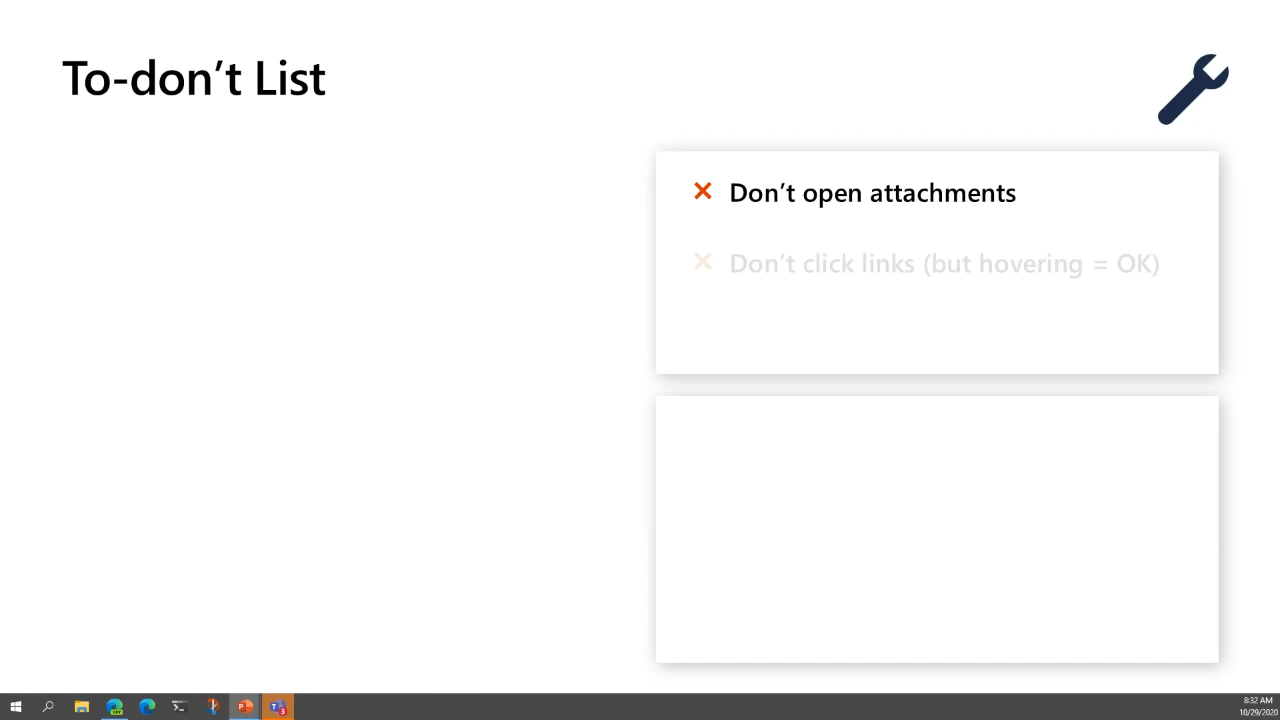 To-don’t List
✕ Don’t open attachments
✕ Don’t click links (but hovering = OK)
8:32 AM
10/29/2020